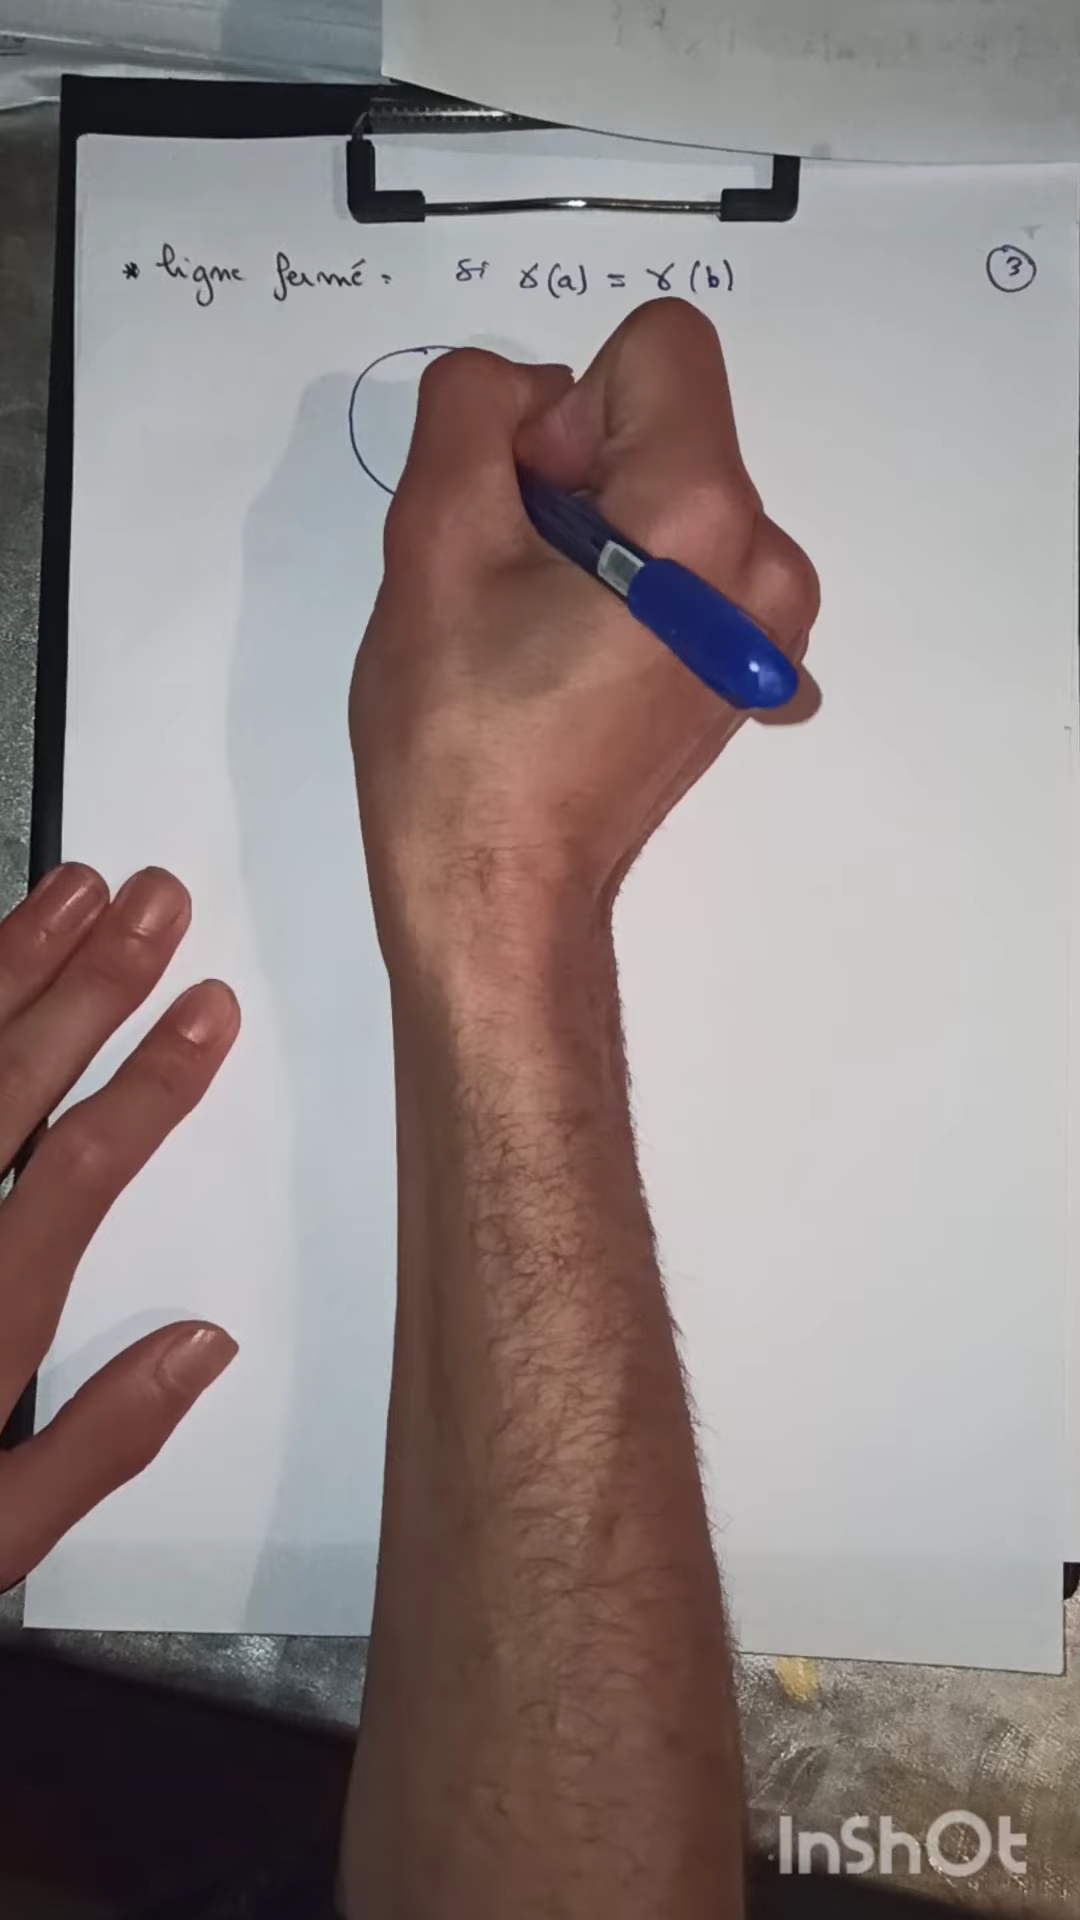 * ligne fermé: si γ(a) = γ(b)
③
InShOt